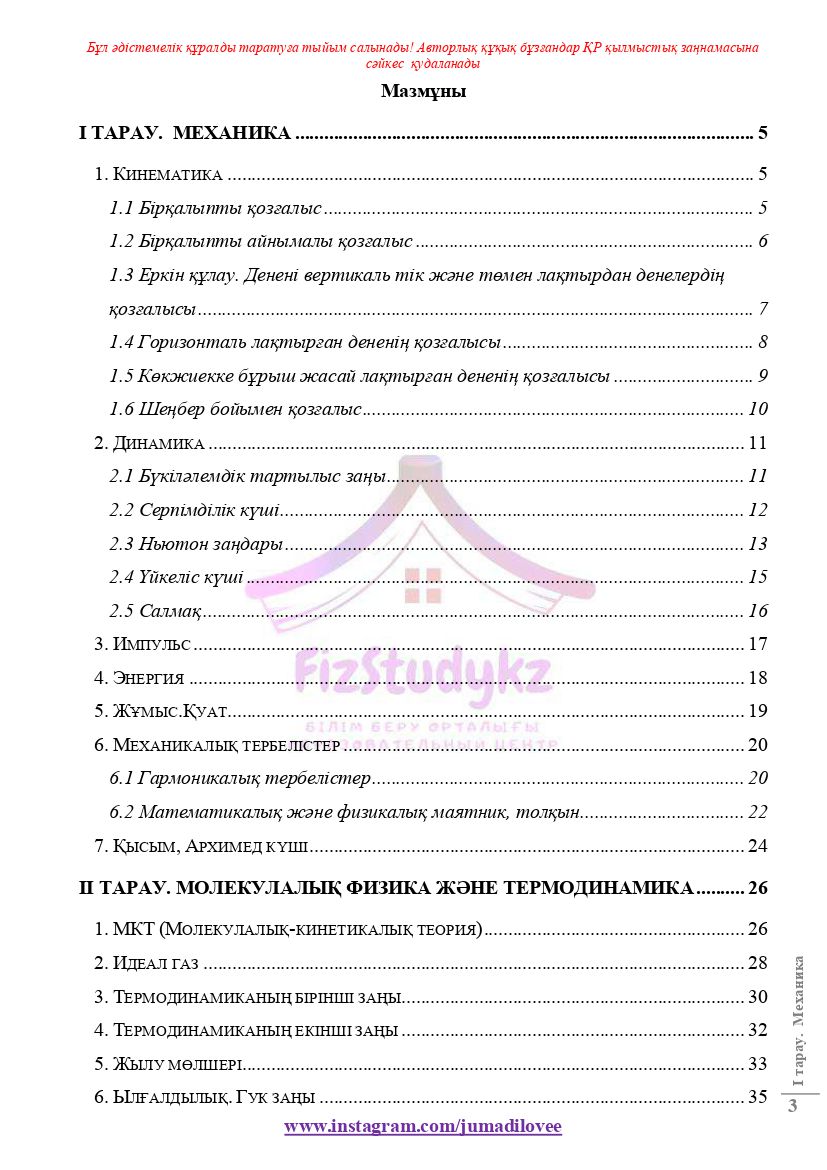 Бұл әдістемелік құралды таратуға тыйым салынады! Авторлық құқық бұзғандар ҚР қылмыстық заңнамасына
сәйкес қудаланады
Мазмұны
I ТАРАУ. МЕХАНИКА ... 5
1. КИНЕМАТИКА ... 5
1.1 Бірқалыпты қозғалыс ... 5
1.2 Бірқалыпты айнымалы қозғалыс ... 6
1.3 Еркін құлау. Денені вертикаль тік және төмен лақтырдан денелердің
қозғалысы ... 7
1.4 Горизонталь лақтырған дененің қозғалысы ... 8
1.5 Көкжиекке бұрыш жасай лақтырған дененің қозғалысы ... 9
1.6 Шеңбер бойымен қозғалыс ... 10
2. ДИНАМИКА ... 11
2.1 Бүкіләлемдік тартылыс заңы ... 11
2.2 Серпімділік күші ... 12
2.3 Ньютон заңдары ... 13
2.4 Үйкеліс күші ... 15
2.5 Салмақ ... 16
3. ИМПУЛЬС ... 17
4. ЭНЕРГИЯ ... 18
FizStudykz
5. ЖҰМЫС.ҚУАТ ... 19
БІЛІМ БЕРУ ОРТАЛЫҒЫ
6. МЕХАНИКАЛЫҚ ТЕРБЕЛІСТЕР ... 20
ОБРАЗОВАТЕЛЬНЫЙ ЦЕНТР
6.1 Гармоникалық тербелістер ... 20
6.2 Математикалық және физикалық маятник, толқын ... 22
7. ҚЫСЫМ, АРХИМЕД КҮШІ ... 24
II ТАРАУ. МОЛЕКУЛАЛЫҚ ФИЗИКА ЖӘНЕ ТЕРМОДИНАМИКА ... 26
1. МКТ (МОЛЕКУЛАЛЫҚ-КИНЕТИКАЛЫҚ ТЕОРИЯ) ... 26
2. ИДЕАЛ ГАЗ ... 28
3. ТЕРМОДИНАМИКАНЫҢ БІРІНШІ ЗАҢЫ ... 30
4. ТЕРМОДИНАМИКАНЫҢ ЕКІНШІ ЗАҢЫ ... 32
5. ЖЫЛУ МӨЛШЕРІ ... 33
6. ЫЛҒАЛДЫЛЫҚ. ГУК ЗАҢЫ ... 35
I тарау. Механика
3
www.instagram.com/jumadilovee